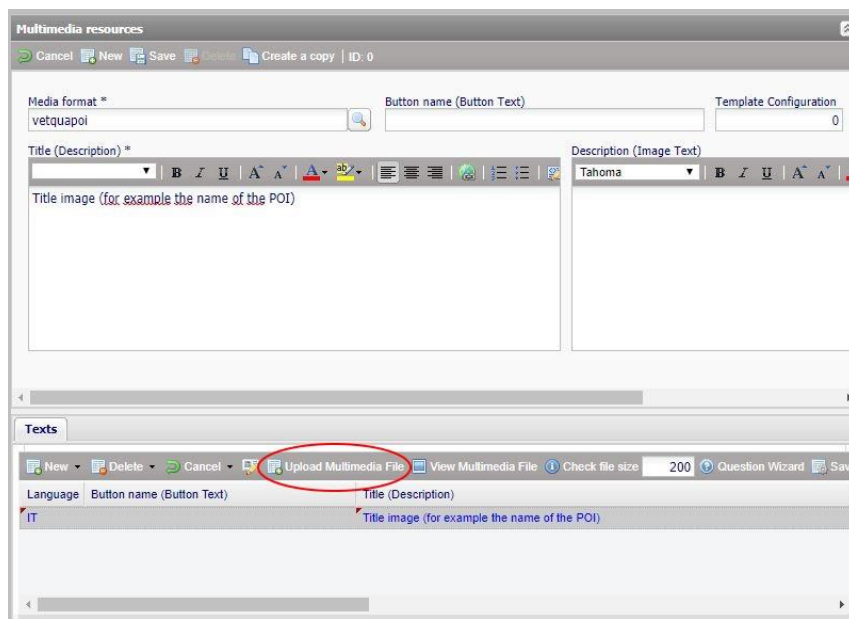 Multimedia resources
Cancel New Save Delete Create a copy | ID: 0
Media format * Button name (Button Text) Template Configuration
vetquapoi 0
Title (Description) * Description (Image Text)
B I U A A A ab Tahoma B I U A A
Title image (for example the name of the POI)
Texts
New Delete Cancel Upload Multimedia File View Multimedia File Check file size 200 Question Wizard Sav
Language Button name (Button Text) Title (Description)
IT Title image (for example the name of the POI)